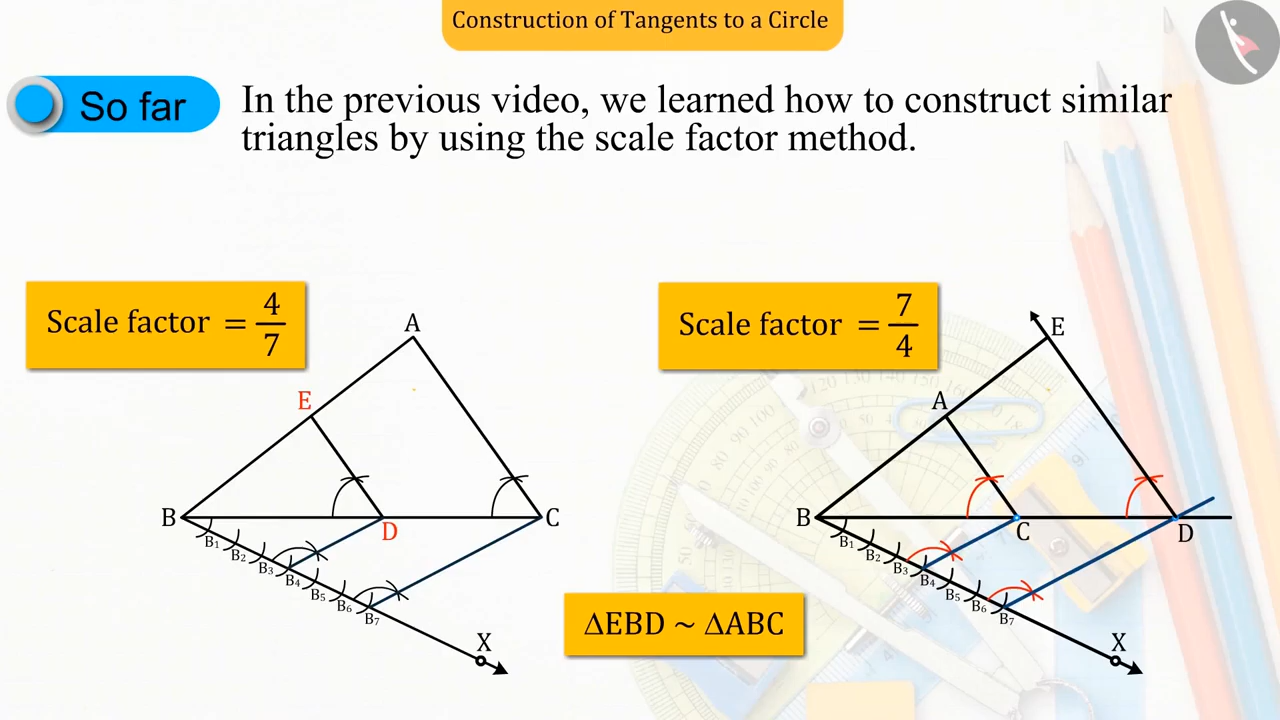 Construction of Tangents to a Circle
So far
In the previous video, we learned how to construct similar
triangles by using the scale factor method.
Scale factor = 4/7
A
E
B
D
C
B₁
B₂
B₃
B₄
B₅
B₆
B₇
X
Scale factor = 7/4
E
A
B
C
D
B₁
B₂
B₃
B₄
B₅
B₆
B₇
X
ΔEBD ~ ΔABC